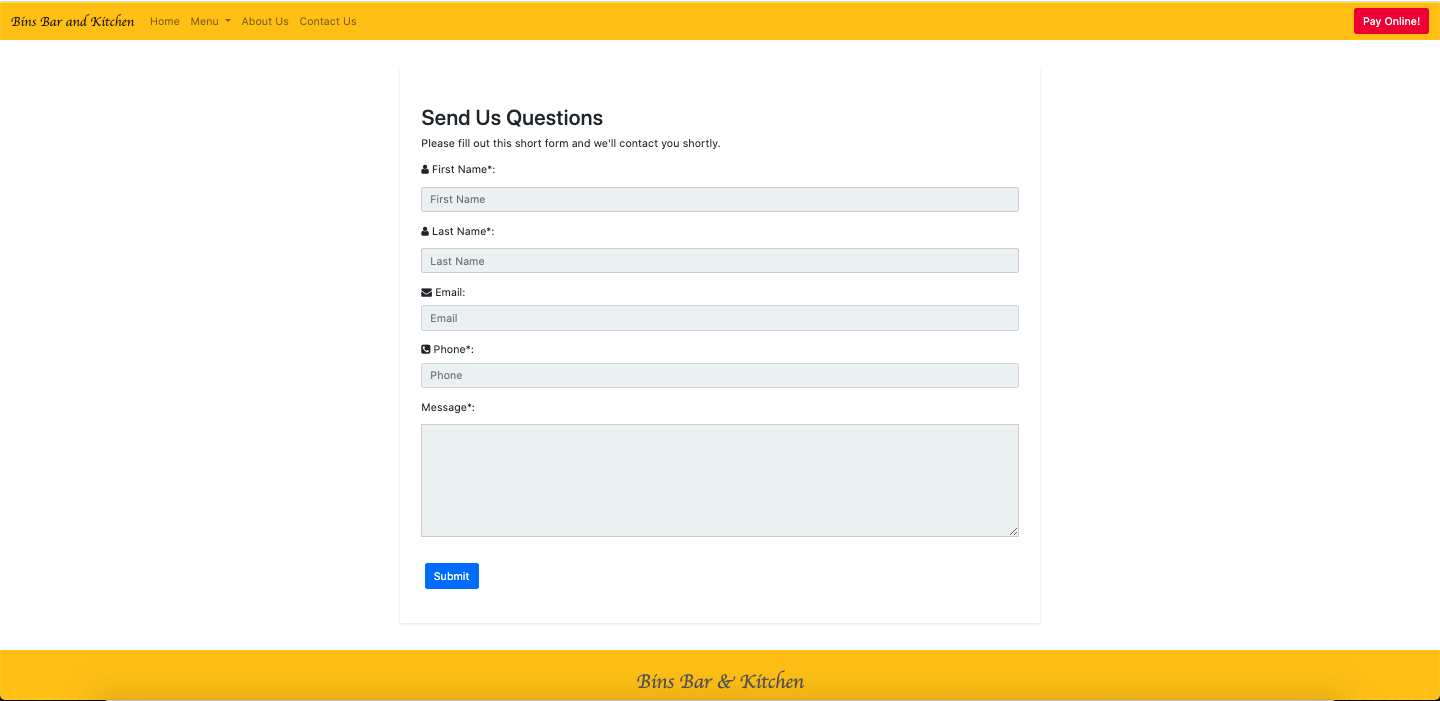 Bins Bar and Kitchen Home Menu About Us Contact Us Pay Online!
Send Us Questions
Please fill out this short form and we'll contact you shortly.
First Name*:
First Name
Last Name*:
Last Name
Email:
Email
Phone*:
Phone
Message*:
Submit
Bins Bar & Kitchen